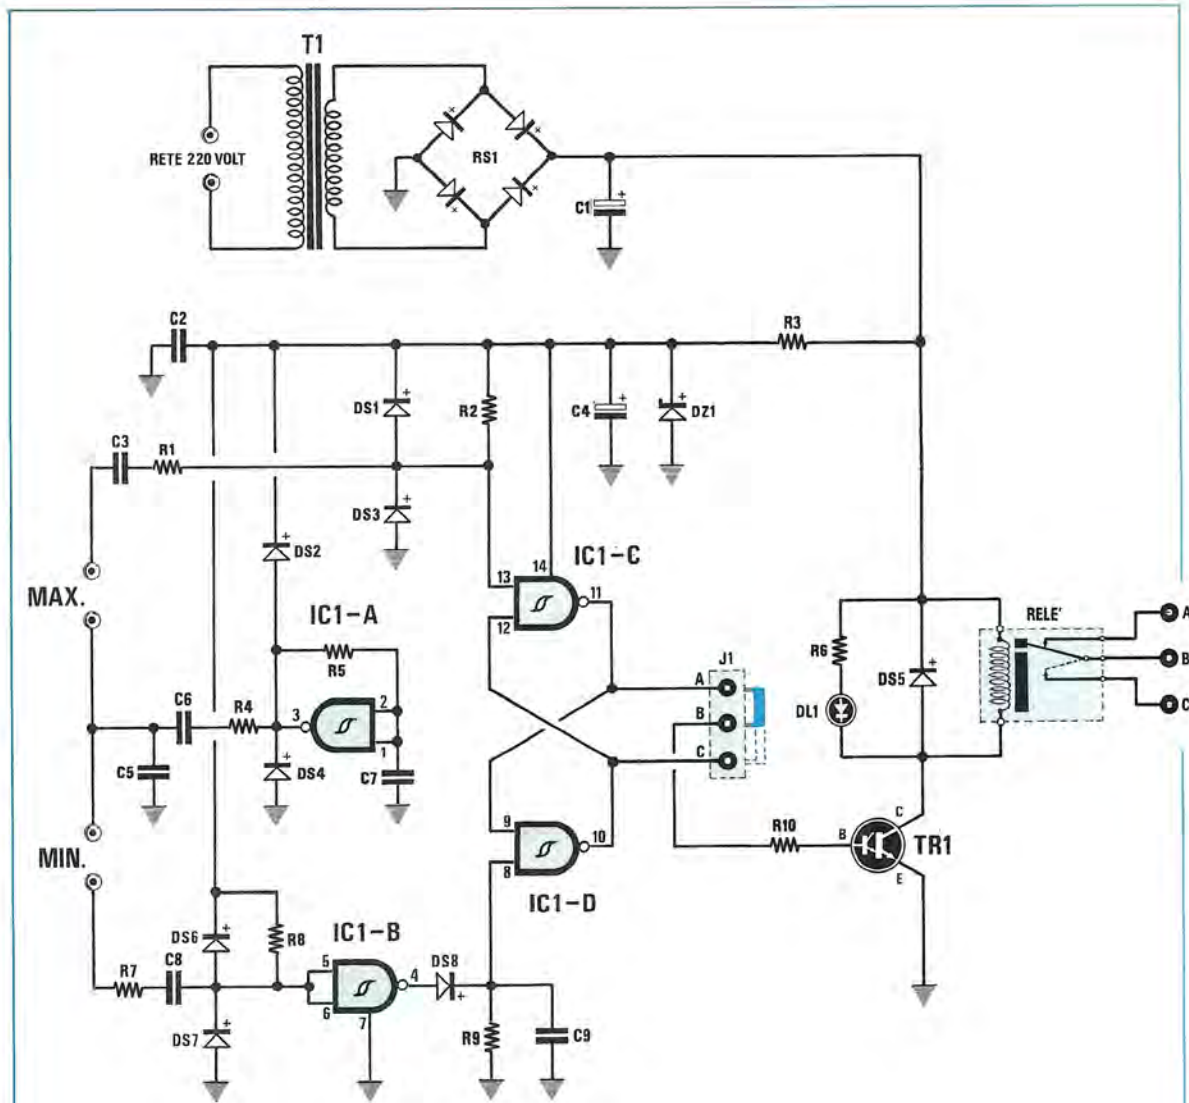 T1
RETE 220 VOLT
RS1
C1
+
C2
R3
DS1
R2
C4
DZ1
C3
R1
DS3
DS2
MAX.
IC1-A
R5
3
2
1
C6
R4
C5
DS4
C7
IC1-C
13
14
11
12
J1
A
B
C
9
10
8
IC1-D
R6
DS5
DL1
RELE'
A
B
C
R10
B
C
E
TR1
MIN.
DS6
R8
IC1-B
R7
C8
5
6
4
7
DS8
DS7
R9
C9